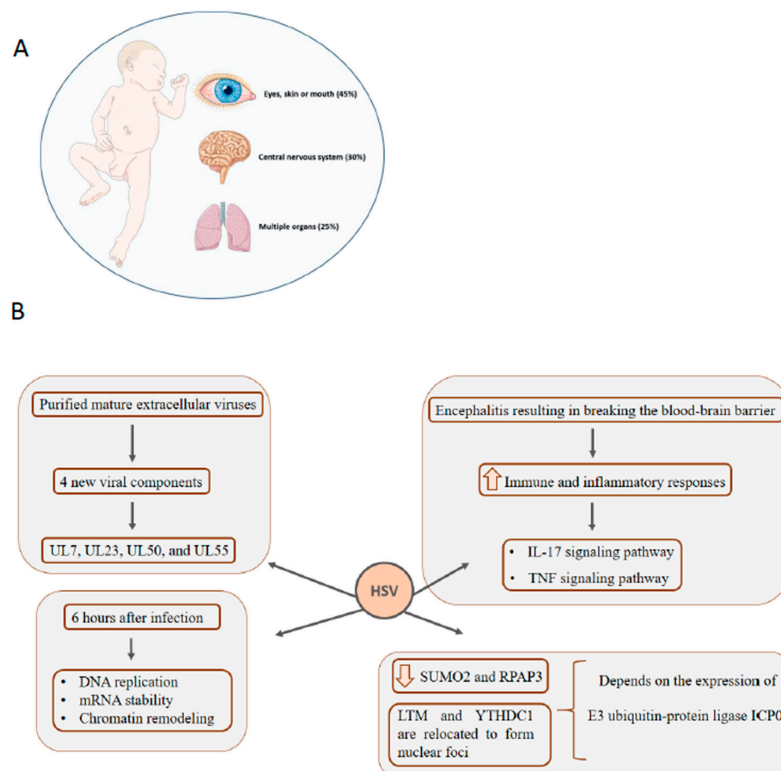 A
Eyes, skin or mouth (45%)
Central nervous system (30%)
Multiple organs (25%)
B
Purified mature extracellular viruses
4 new viral components
UL7, UL23, UL50, and UL55
Encephalitis resulting in breaking the blood-brain barrier
Immune and inflammatory responses
• IL-17 signaling pathway
• TNF signaling pathway
HSV
6 hours after infection
• DNA replication
• mRNA stability
• Chromatin remodeling
SUMO2 and RPAP3
LTM and YTHDC1
are relocated to form
nuclear foci
Depends on the expression of
E3 ubiquitin-protein ligase ICP0